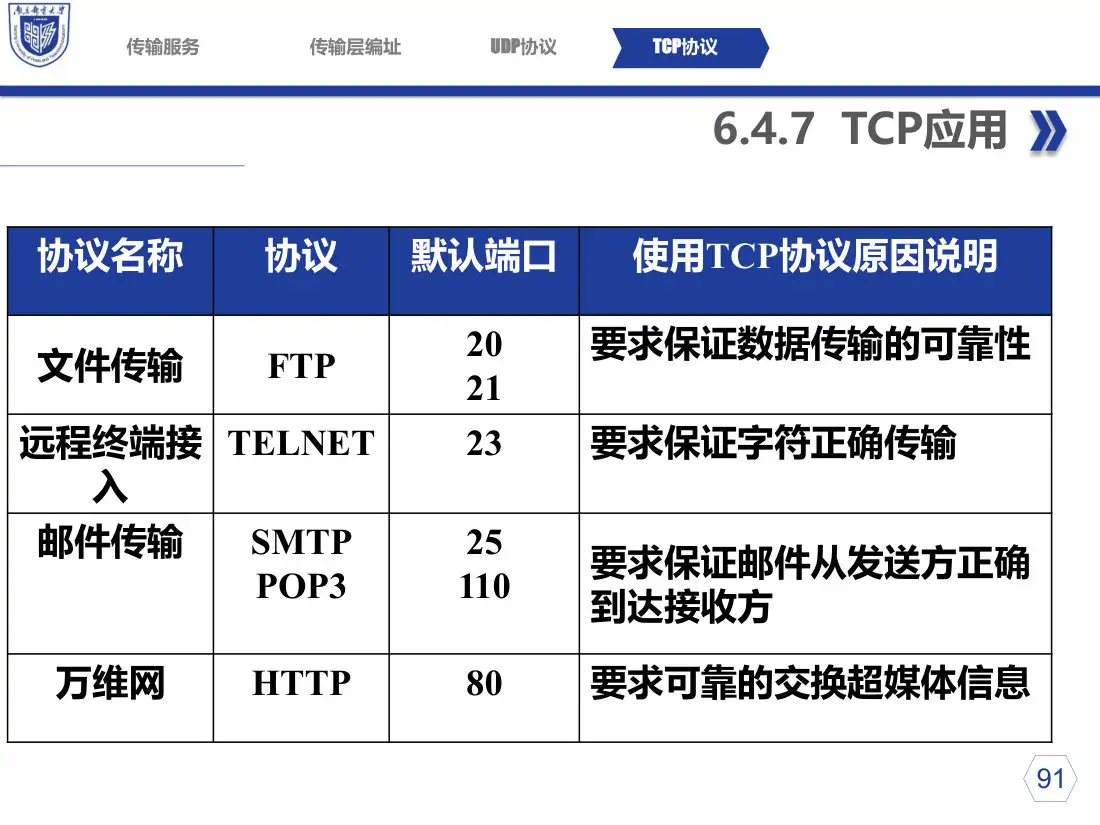 南京邮电大学
传输服务 传输层编址 UDP协议 TCP协议
6.4.7 TCP应用
协议名称 协议 默认端口 使用TCP协议原因说明
文件传输 FTP 20 21 要求保证数据传输的可靠性
远程终端接入 TELNET 23 要求保证字符正确传输
邮件传输 SMTP POP3 25 110 要求保证邮件从发送方正确
到达接收方
万维网 HTTP 80 要求可靠的交换超媒体信息
91